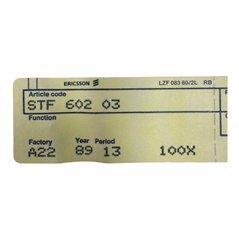 ERICSSON LZF 083 60/2L RB
Article code
STF 602 03
Function
Factory Year Period
A22 89 13 100X